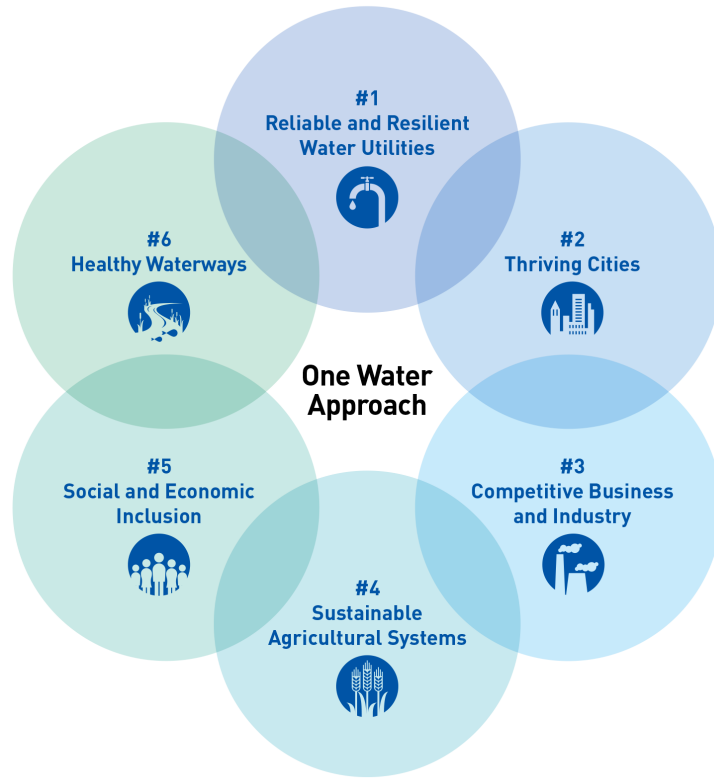 #1
Reliable and Resilient
Water Utilities
#2
Thriving Cities
#3
Competitive Business
and Industry
#4
Sustainable
Agricultural Systems
#5
Social and Economic
Inclusion
#6
Healthy Waterways
One Water
Approach